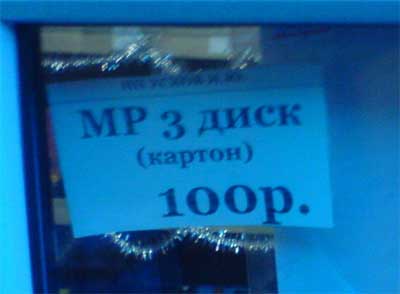 MP 3 диск
(картон)
100р.